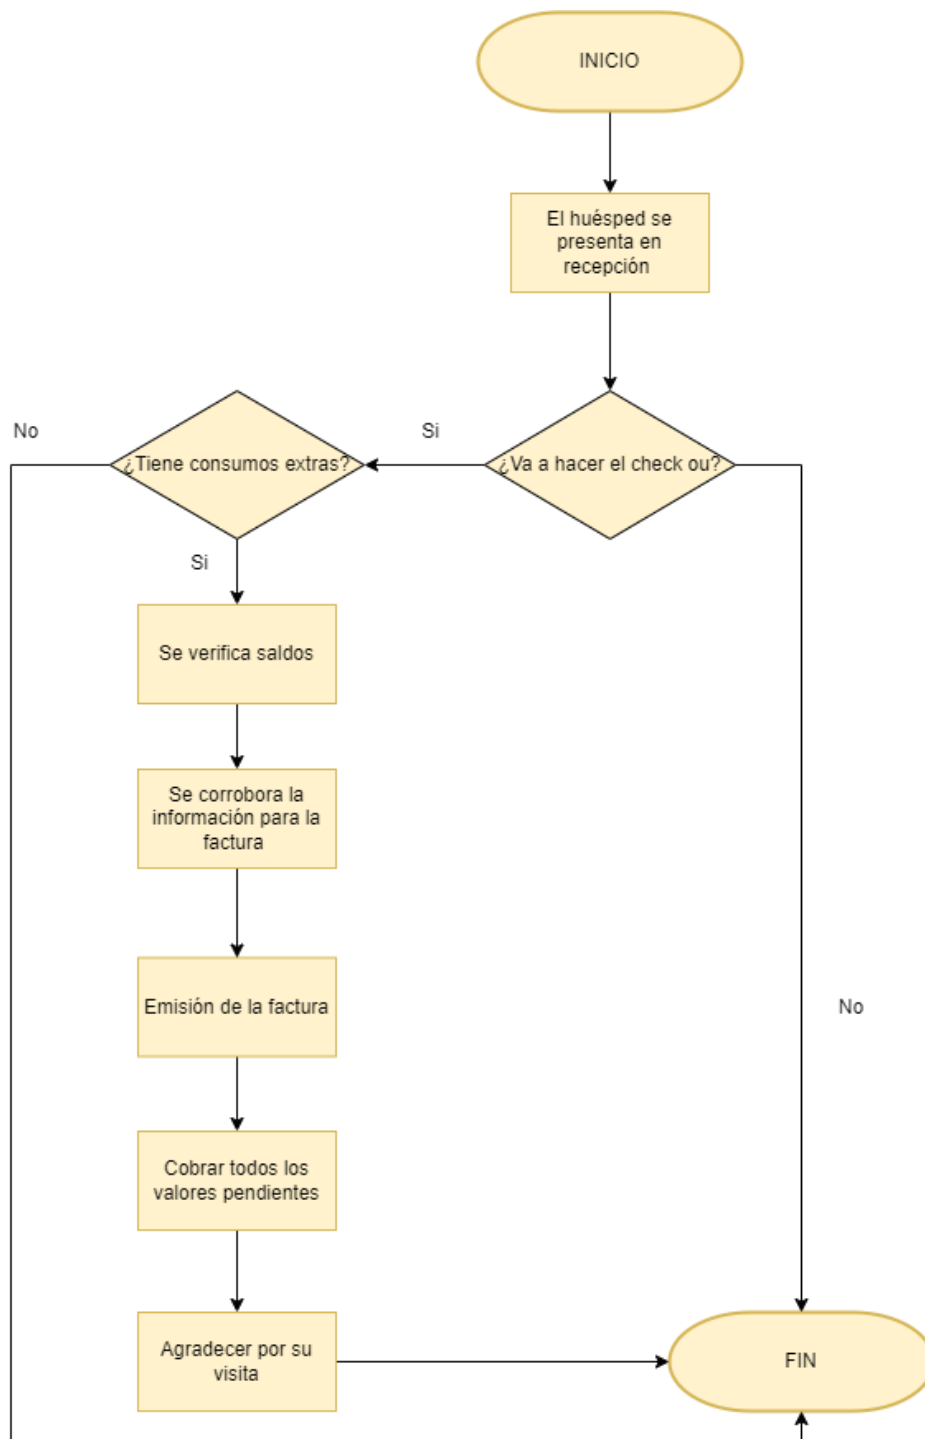 INICIO
El huésped se
presenta en
recepción
No
¿Tiene consumos extras?
Si
¿Va a hacer el check ou?
Si
Se verifica saldos
Se corrobora la
información para la
factura
Emisión de la factura
No
Cobrar todos los
valores pendientes
Agradecer por su
visita
FIN